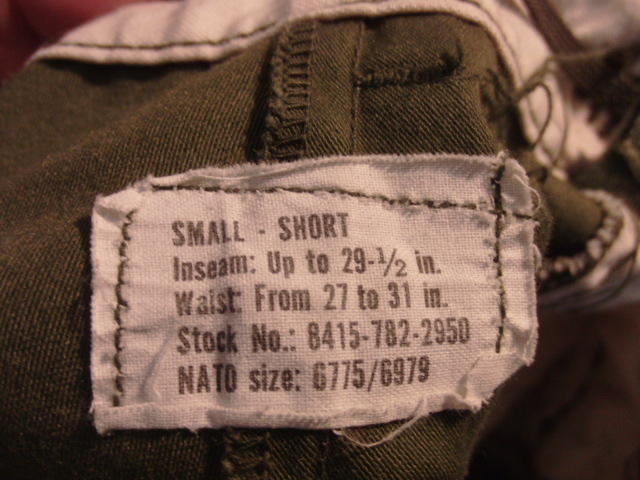 SMALL - SHORT
Inseam: Up to 29-1/2 in.
Waist: From 27 to 31 in.
Stock No.: 8415-782-2950
NATO size: 6775/6979